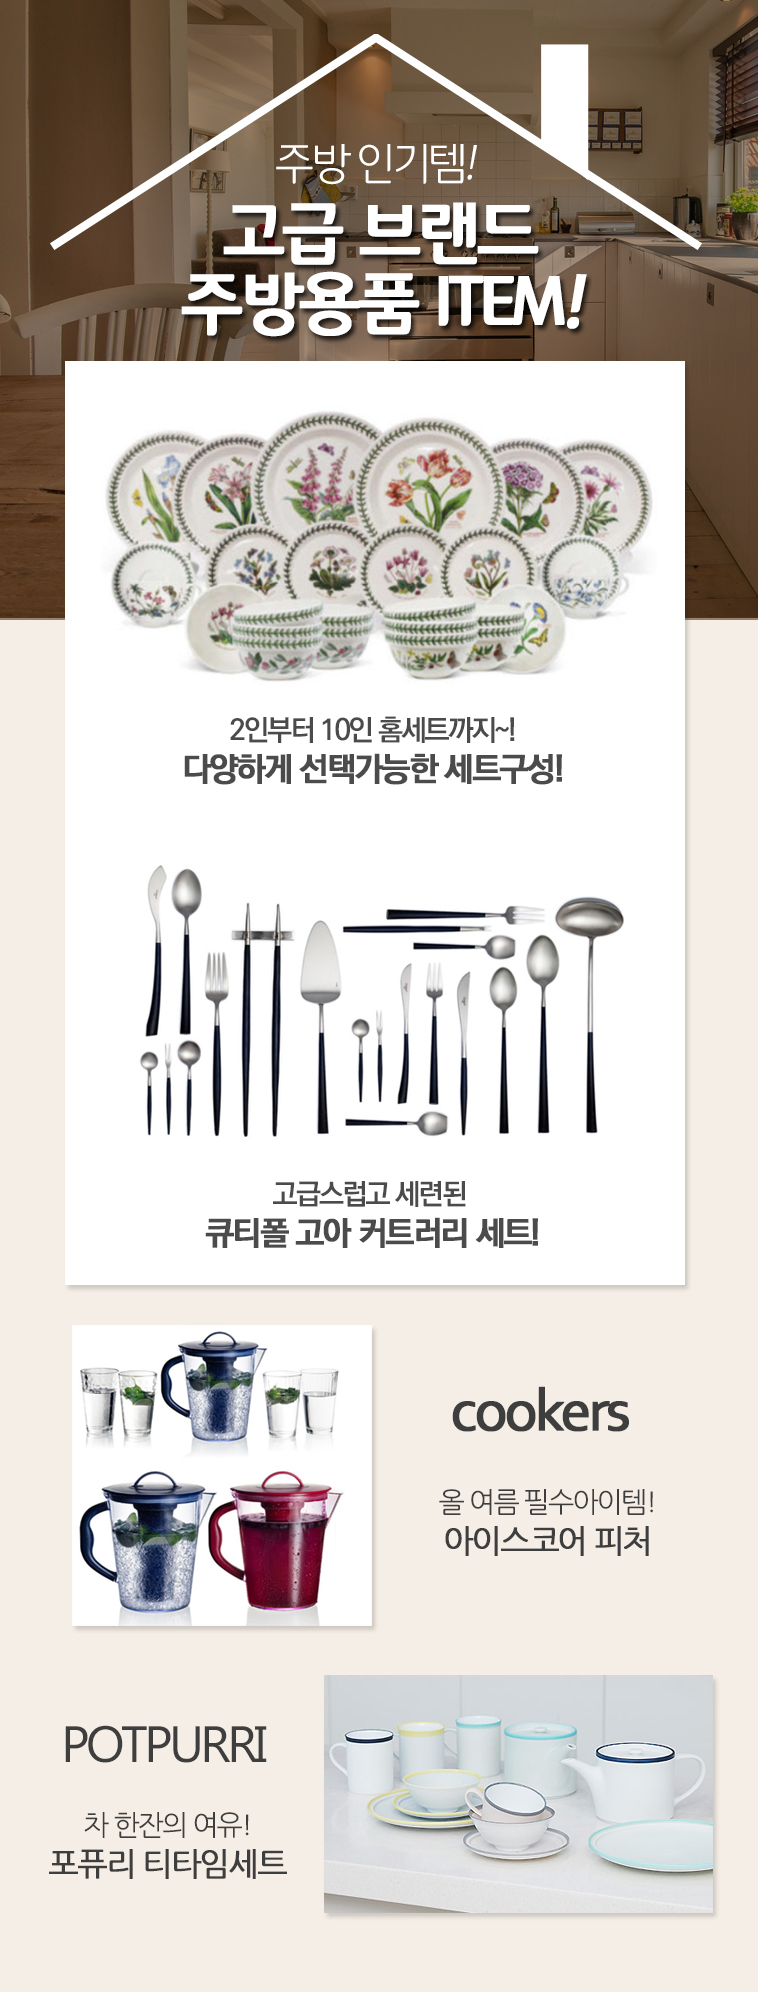 주방 인기템!
고급 브랜드
주방용품 ITEM!
2인부터 10인 홈세트까지~!
다양하게 선택가능한 세트구성!
고급스럽고 세련된
큐티폴 고아 커트러리 세트!
cookers
올 여름 필수아이템!
아이스코어 피처
POTPURRI
차 한잔의 여유!
포퓨리 티타임세트